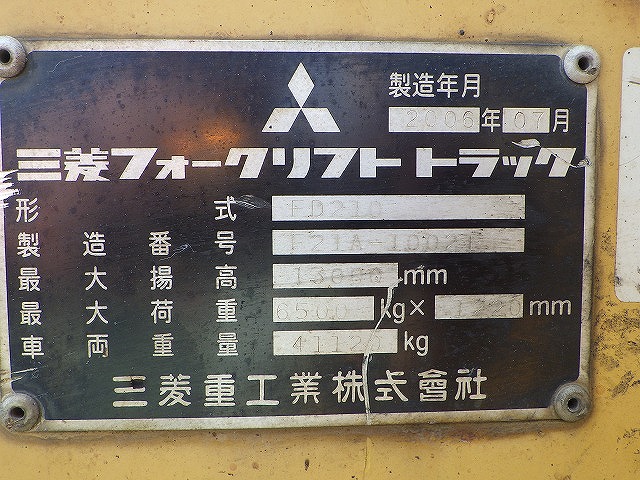 製造年月
2006年07月
三菱フォークリフト トラック
形式 FD210
製造番号
最大揚高 mm
最大荷重 6500 kg× mm
車両重量 kg
三菱重工業株式會社